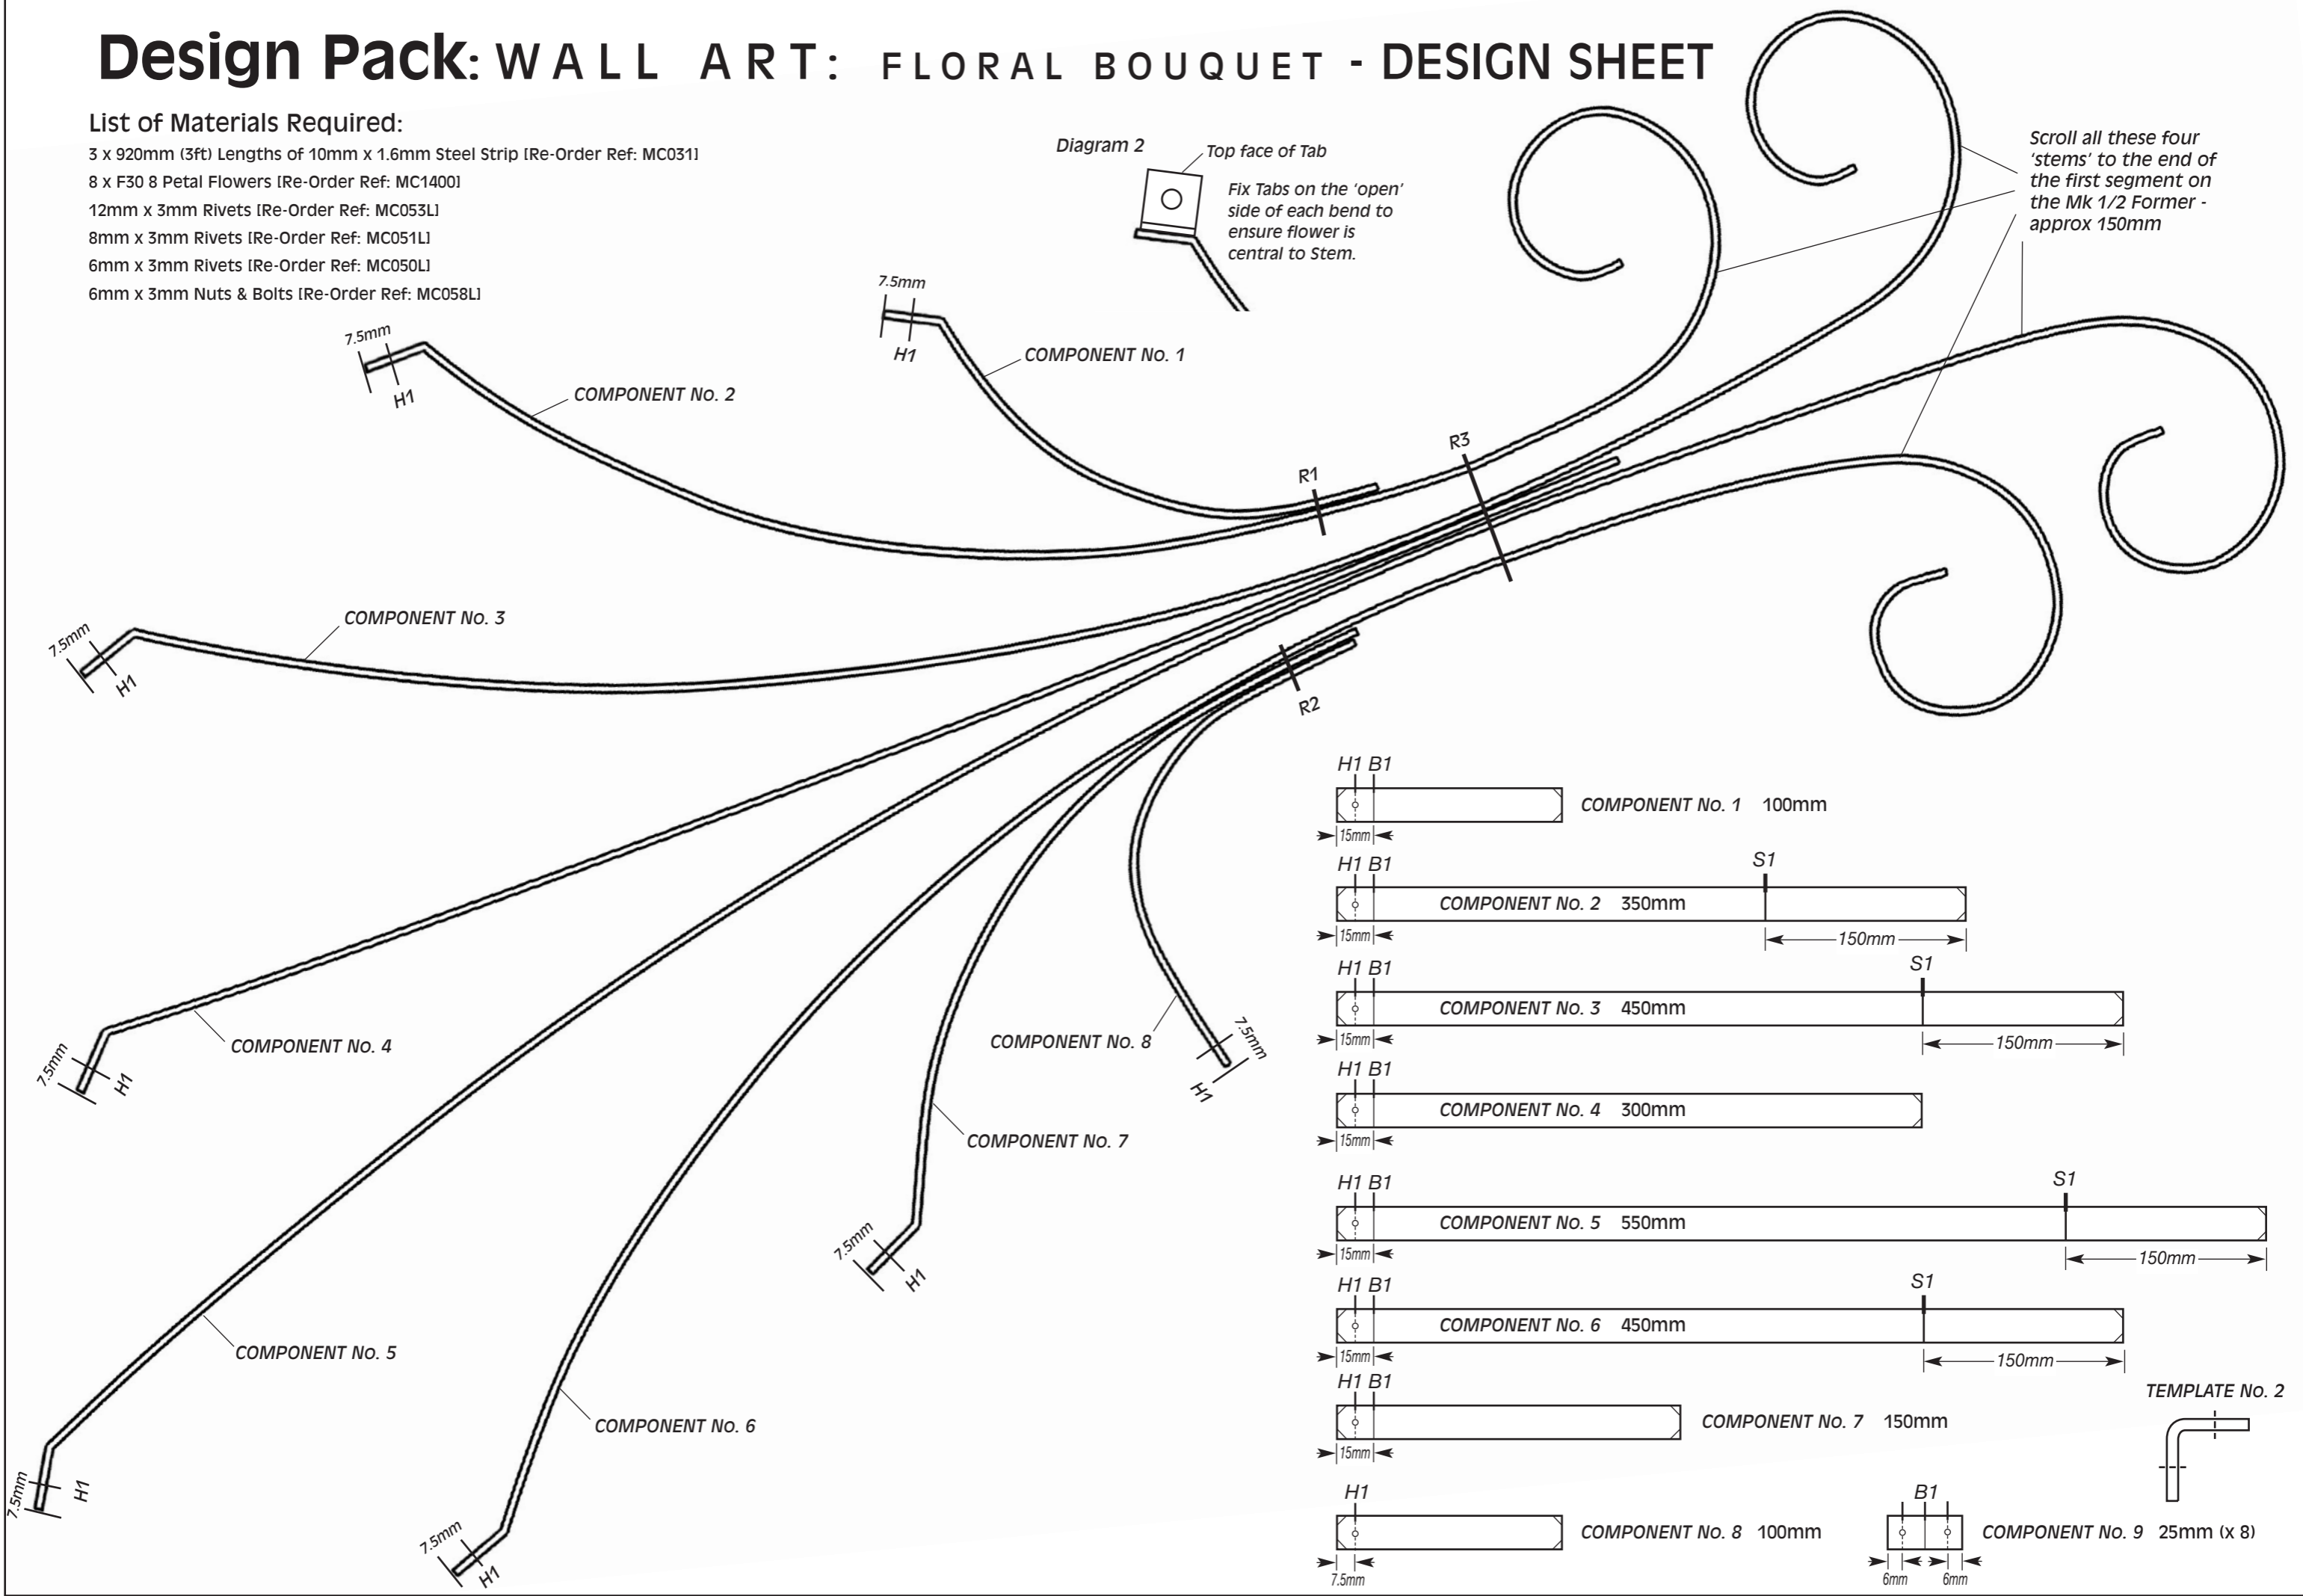 Design Pack: WALL ART: FLORAL BOUQUET - DESIGN SHEET
List of Materials Required:
3 x 920mm (3ft) Lengths of 10mm x 1.6mm Steel Strip [Re-Order Ref: MC031]
8 x F30 8 Petal Flowers [Re-Order Ref: MC1400]
12mm x 3mm Rivets [Re-Order Ref: MC053L]
8mm x 3mm Rivets [Re-Order Ref: MC051L]
6mm x 3mm Rivets [Re-Order Ref: MC050L]
6mm x 3mm Nuts & Bolts [Re-Order Ref: MC058L]
Diagram 2
Top face of Tab
Fix Tabs on the 'open'
side of each bend to
ensure flower is
central to Stem.
Scroll all these four
'stems' to the end of
the first segment on
the Mk 1/2 Former -
approx 150mm
7.5mm
H1
COMPONENT No. 1
7.5mm
H1
COMPONENT No. 2
R1
R3
7.5mm
H1
COMPONENT No. 3
R2
7.5mm
H1
COMPONENT No. 4
COMPONENT No. 8
7.5mm
H1
COMPONENT No. 7
7.5mm
H1
COMPONENT No. 5
7.5mm
H1
COMPONENT No. 6
7.5mm
H1
H1 B1
COMPONENT No. 1 100mm
15mm
H1 B1
S1
COMPONENT No. 2 350mm
15mm
150mm
H1 B1
S1
COMPONENT No. 3 450mm
15mm
150mm
H1 B1
COMPONENT No. 4 300mm
15mm
H1 B1
S1
COMPONENT No. 5 550mm
15mm
150mm
H1 B1
S1
COMPONENT No. 6 450mm
15mm
150mm
H1 B1
COMPONENT No. 7 150mm
15mm
TEMPLATE No. 2
H1
COMPONENT No. 8 100mm
7.5mm
B1
COMPONENT No. 9 25mm (x 8)
6mm
6mm